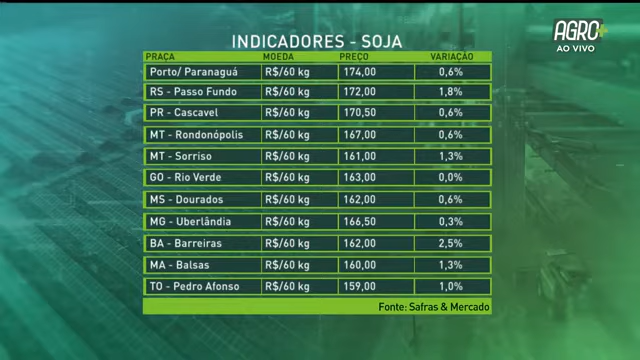 AGRO+
AO VIVO
INDICADORES - SOJA
PRAÇA MOEDA PREÇO VARIAÇÃO
Porto/ Paranaguá R$/60 kg 174,00 0,6%
RS - Passo Fundo R$/60 kg 172,00 1,8%
PR - Cascavel R$/60 kg 170,50 0,6%
MT - Rondonópolis R$/60 kg 167,00 0,6%
MT - Sorriso R$/60 kg 161,00 1,3%
GO - Rio Verde R$/60 kg 163,00 0,0%
MS - Dourados R$/60 kg 162,00 0,6%
MG - Uberlândia R$/60 kg 166,50 0,3%
BA - Barreiras R$/60 kg 162,00 2,5%
MA - Balsas R$/60 kg 160,00 1,3%
TO - Pedro Afonso R$/60 kg 159,00 1,0%
Fonte: Safras & Mercado